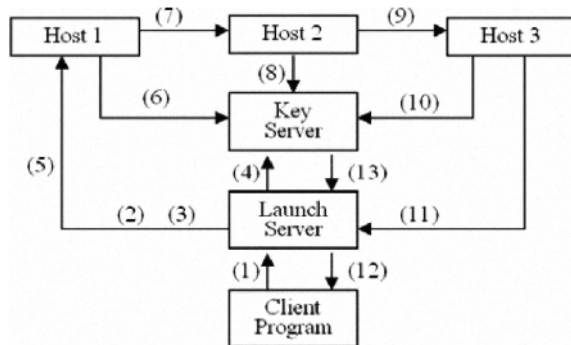 (7)
(9)
Host 1
Host 2
Host 3
(8)
(6)
Key
Server
(10)
(5)
(4)
(13)
(2)
(3)
Launch
Server
(11)
(1)
(12)
Client
Program